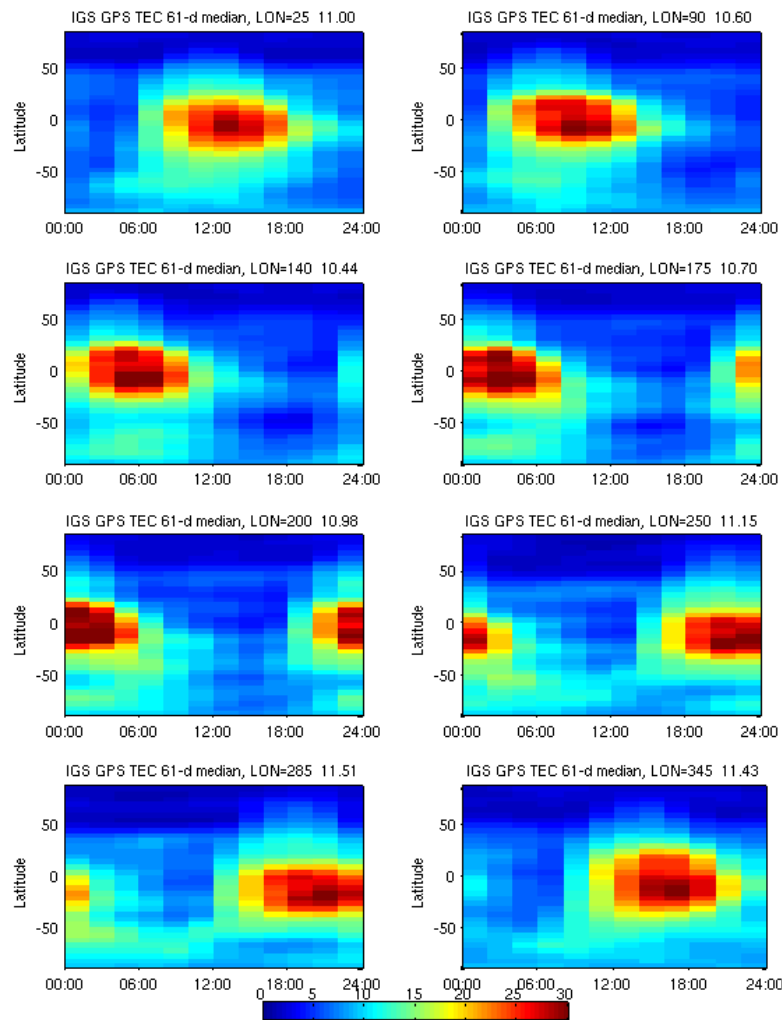 IGS GPS TEC 61-d median, LON=25 11.00
IGS GPS TEC 61-d median, LON=90 10.60
50
0
-50
Latitude
00:00 06:00 12:00 18:00 24:00
50
0
-50
Latitude
00:00 06:00 12:00 18:00 24:00
IGS GPS TEC 61-d median, LON=140 10.44
IGS GPS TEC 61-d median, LON=175 10.70
50
0
-50
Latitude
00:00 06:00 12:00 18:00 24:00
50
0
-50
Latitude
00:00 06:00 12:00 18:00 24:00
IGS GPS TEC 61-d median, LON=200 10.98
IGS GPS TEC 61-d median, LON=250 11.15
50
0
-50
Latitude
00:00 06:00 12:00 18:00 24:00
50
0
-50
Latitude
00:00 06:00 12:00 18:00 24:00
IGS GPS TEC 61-d median, LON=285 11.51
IGS GPS TEC 61-d median, LON=345 11.43
50
0
-50
Latitude
00:00 06:00 12:00 18:00 24:00
50
0
-50
Latitude
00:00 06:00 12:00 18:00 24:00
0 5 10 15 20 25 30